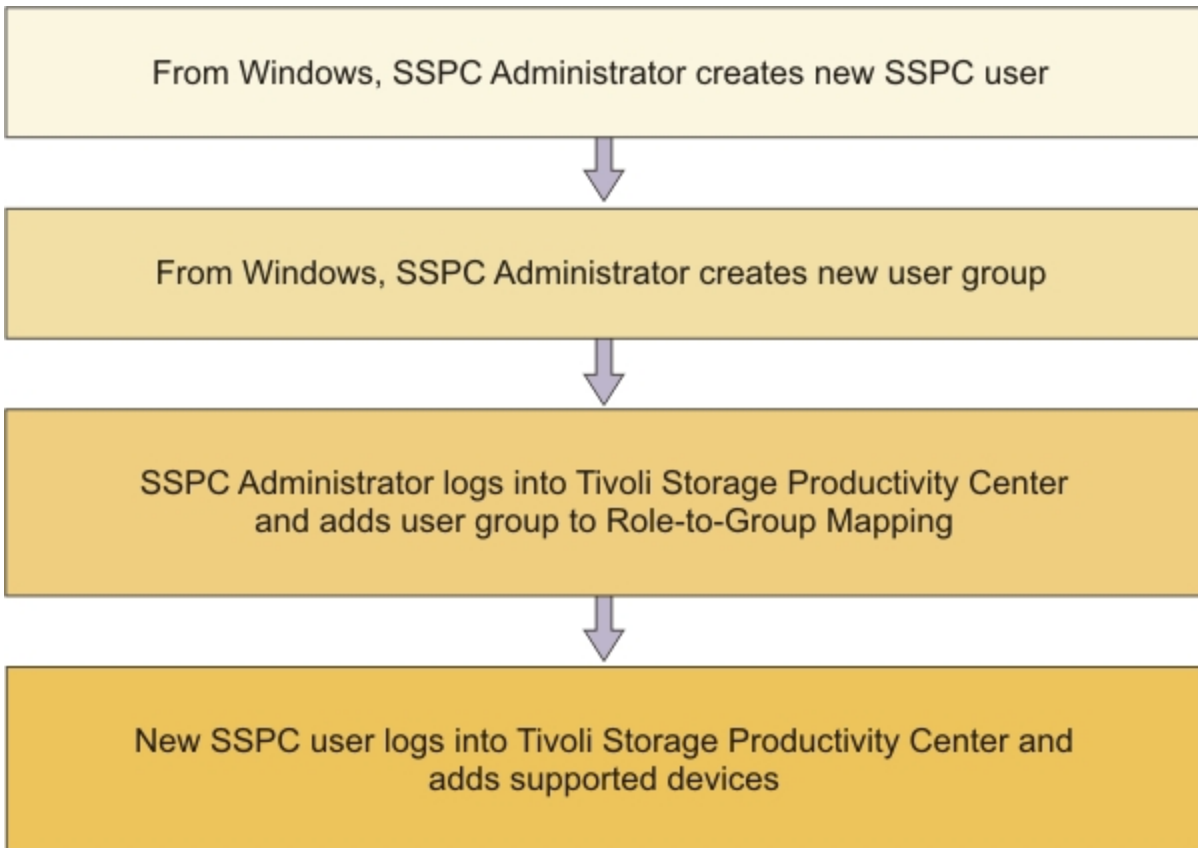 From Windows, SSPC Administrator creates new SSPC user
From Windows, SSPC Administrator creates new user group
SSPC Administrator logs into Tivoli Storage Productivity Center
and adds user group to Role-to-Group Mapping
New SSPC user logs into Tivoli Storage Productivity Center and
adds supported devices